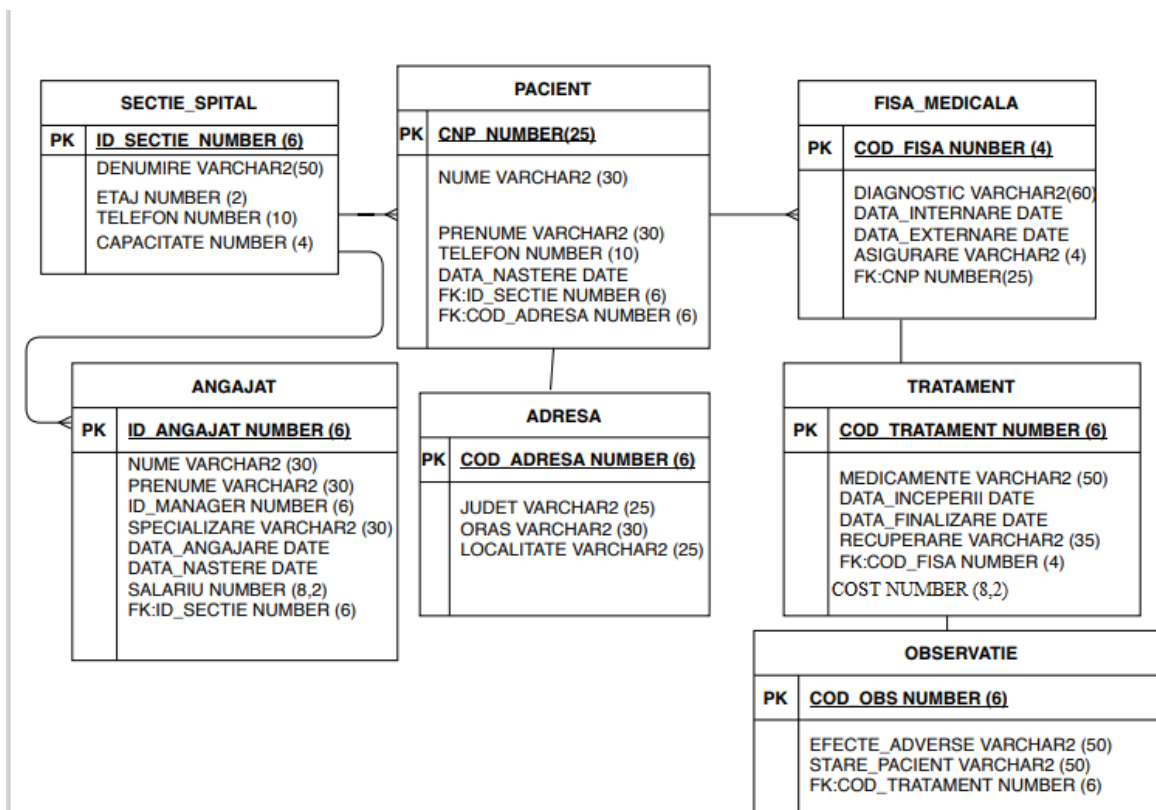 SECTIE_SPITAL
PK ID_SECTIE_NUMBER (6)
DENUMIRE VARCHAR2(50)
ETAJ NUMBER (2)
TELEFON NUMBER (10)
CAPACITATE NUMBER (4)
PACIENT
PK CNP_NUMBER(25)
NUME VARCHAR2 (30)
PRENUME VARCHAR2 (30)
TELEFON NUMBER (10)
DATA_NASTERE DATE
FK:ID_SECTIE NUMBER (6)
FK:COD_ADRESA NUMBER (6)
FISA_MEDICALA
PK COD_FISA NUNBER (4)
DIAGNOSTIC VARCHAR2(60)
DATA_INTERNARE DATE
DATA_EXTERNARE DATE
ASIGURARE VARCHAR2 (4)
FK:CNP NUMBER(25)
ANGAJAT
PK ID_ANGAJAT NUMBER (6)
NUME VARCHAR2 (30)
PRENUME VARCHAR2 (30)
ID_MANAGER NUMBER (6)
SPECIALIZARE VARCHAR2 (30)
DATA_ANGAJARE DATE
DATA_NASTERE DATE
SALARIU NUMBER (8,2)
FK:ID_SECTIE NUMBER (6)
ADRESA
PK COD_ADRESA NUMBER (6)
JUDET VARCHAR2 (25)
ORAS VARCHAR2 (30)
LOCALITATE VARCHAR2 (25)
TRATAMENT
PK COD_TRATAMENT NUMBER (6)
MEDICAMENTE VARCHAR2 (50)
DATA_INCEPERII DATE
DATA_FINALIZARE DATE
RECUPERARE VARCHAR2 (35)
FK:COD_FISA NUMBER (4)
COST NUMBER (8,2)
OBSERVATIE
PK COD_OBS NUMBER (6)
EFECTE_ADVERSE VARCHAR2 (50)
STARE_PACIENT VARCHAR2 (50)
FK:COD_TRATAMENT NUMBER (6)